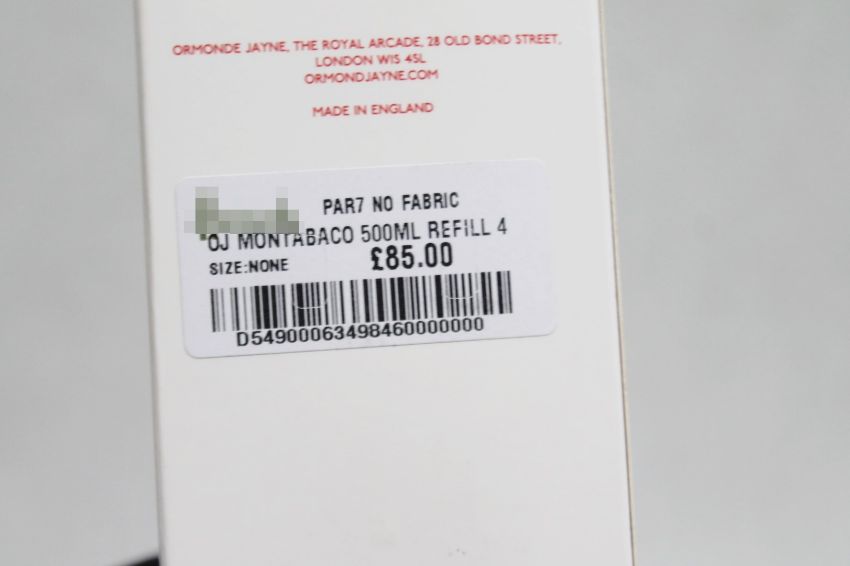 ORMONDE JAYNE, THE ROYAL ARCADE, 28 OLD BOND STREET,
LONDON W1S 4SL
ORMONDJAYNE.COM
MADE IN ENGLAND
PAR7 NO FABRIC
OJ MONTABACO 500ML REFILL 4
SIZE:NONE £85.00
D54900063498460000000